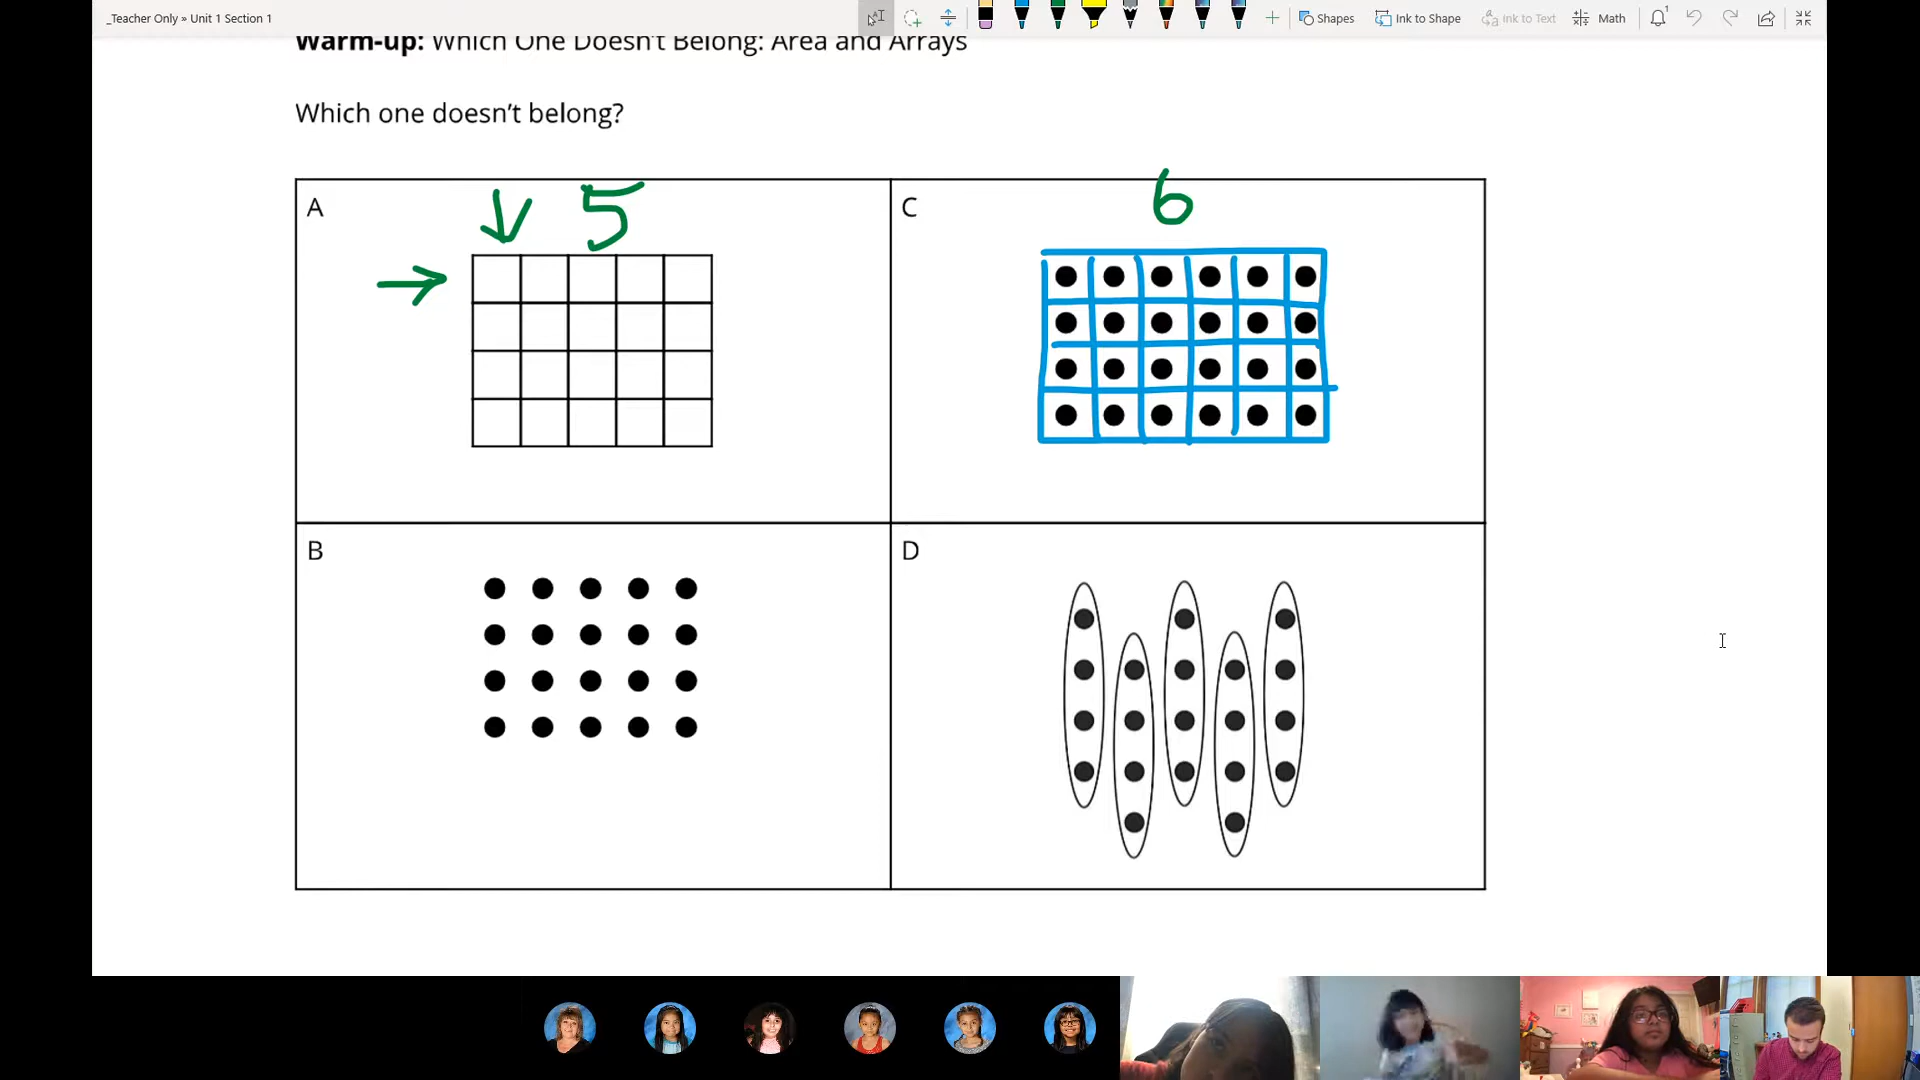 _Teacher Only » Unit 1 Section 1
Shapes
Ink to Shape
Ink to Text
Math
Warm-up: Which One Doesn't Belong: Area and Arrays
Which one doesn't belong?
A
5
C
6
B
D